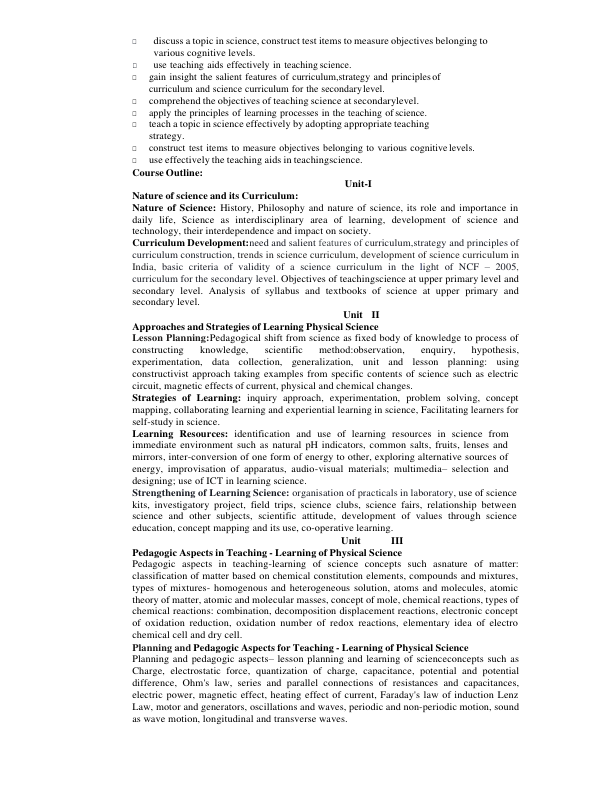 □ discuss a topic in science, construct test items to measure objectives belonging to
various cognitive levels.
□ use teaching aids effectively in teaching science.
□ gain insight the salient features of curriculum,strategy and principles of
curriculum and science curriculum for the secondarylevel.
□ comprehend the objectives of teaching science at secondarylevel.
□ apply the principles of learning processes in the teaching of science.
□ teach a topic in science effectively by adopting appropriate teaching
strategy.
□ construct test items to measure objectives belonging to various cognitive levels.
□ use effectively the teaching aids in teachingscience.
Course Outline:
Unit-I
Nature of science and its Curriculum:
Nature of Science: History, Philosophy and nature of science, its role and importance in
daily life, Science as interdisciplinary area of learning, development of science and
technology, their interdependence and impact on society.
Curriculum Development:need and salient features of curriculum,strategy and principles of
curriculum construction, trends in science curriculum, development of science curriculum in
India, basic criteria of validity of a science curriculum in the light of NCF – 2005,
curriculum for the secondary level. Objectives of teachingscience at upper primary level and
secondary level. Analysis of syllabus and textbooks of science at upper primary and
secondary level.
Unit II
Approaches and Strategies of Learning Physical Science
Lesson Planning:Pedagogical shift from science as fixed body of knowledge to process of
constructing knowledge, scientific method:observation, enquiry, hypothesis,
experimentation, data collection, generalization, unit and lesson planning: using
constructivist approach taking examples from specific contents of science such as electric
circuit, magnetic effects of current, physical and chemical changes.
Strategies of Learning: inquiry approach, experimentation, problem solving, concept
mapping, collaborating learning and experiential learning in science, Facilitating learners for
self-study in science.
Learning Resources: identification and use of learning resources in science from
immediate environment such as natural pH indicators, common salts, fruits, lenses and
mirrors, inter-conversion of one form of energy to other, exploring alternative sources of
energy, improvisation of apparatus, audio-visual materials; multimedia– selection and
designing; use of ICT in learning science.
Strengthening of Learning Science: organisation of practicals in laboratory, use of science
kits, investigatory project, field trips, science clubs, science fairs, relationship between
science and other subjects, scientific attitude, development of values through science
education, concept mapping and its use, co-operative learning.
Unit III
Pedagogic Aspects in Teaching - Learning of Physical Science
Pedagogic aspects in teaching-learning of science concepts such asnature of matter:
classification of matter based on chemical constitution elements, compounds and mixtures,
types of mixtures- homogenous and heterogeneous solution, atoms and molecules, atomic
theory of matter, atomic and molecular masses, concept of mole, chemical reactions, types of
chemical reactions: combination, decomposition displacement reactions, electronic concept
of oxidation reduction, oxidation number of redox reactions, elementary idea of electro
chemical cell and dry cell.
Planning and Pedagogic Aspects for Teaching - Learning of Physical Science
Planning and pedagogic aspects– lesson planning and learning of scienceconcepts such as
Charge, electrostatic force, quantization of charge, capacitance, potential and potential
difference, Ohm's law, series and parallel connections of resistances and capacitances,
electric power, magnetic effect, heating effect of current, Faraday's law of induction Lenz
Law, motor and generators, oscillations and waves, periodic and non-periodic motion, sound
as wave motion, longitudinal and transverse waves.